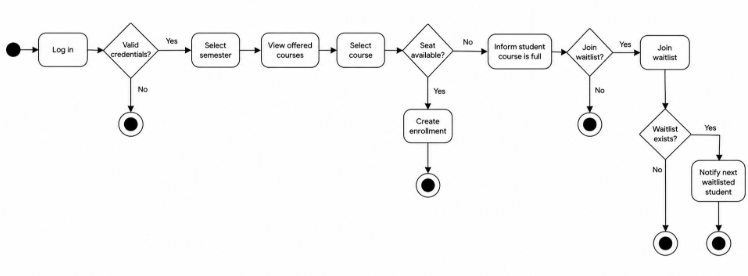 Log in
Valid
credentials?
Yes
No
Select
semester
View offered
courses
Select
course
Seat
available?
No
Yes
Create
enrollment
Inform student
course is full
Join
waitlist?
Yes
No
Join
waitlist
Waitlist
exists?
Yes
No
Notify next
waitlisted
student